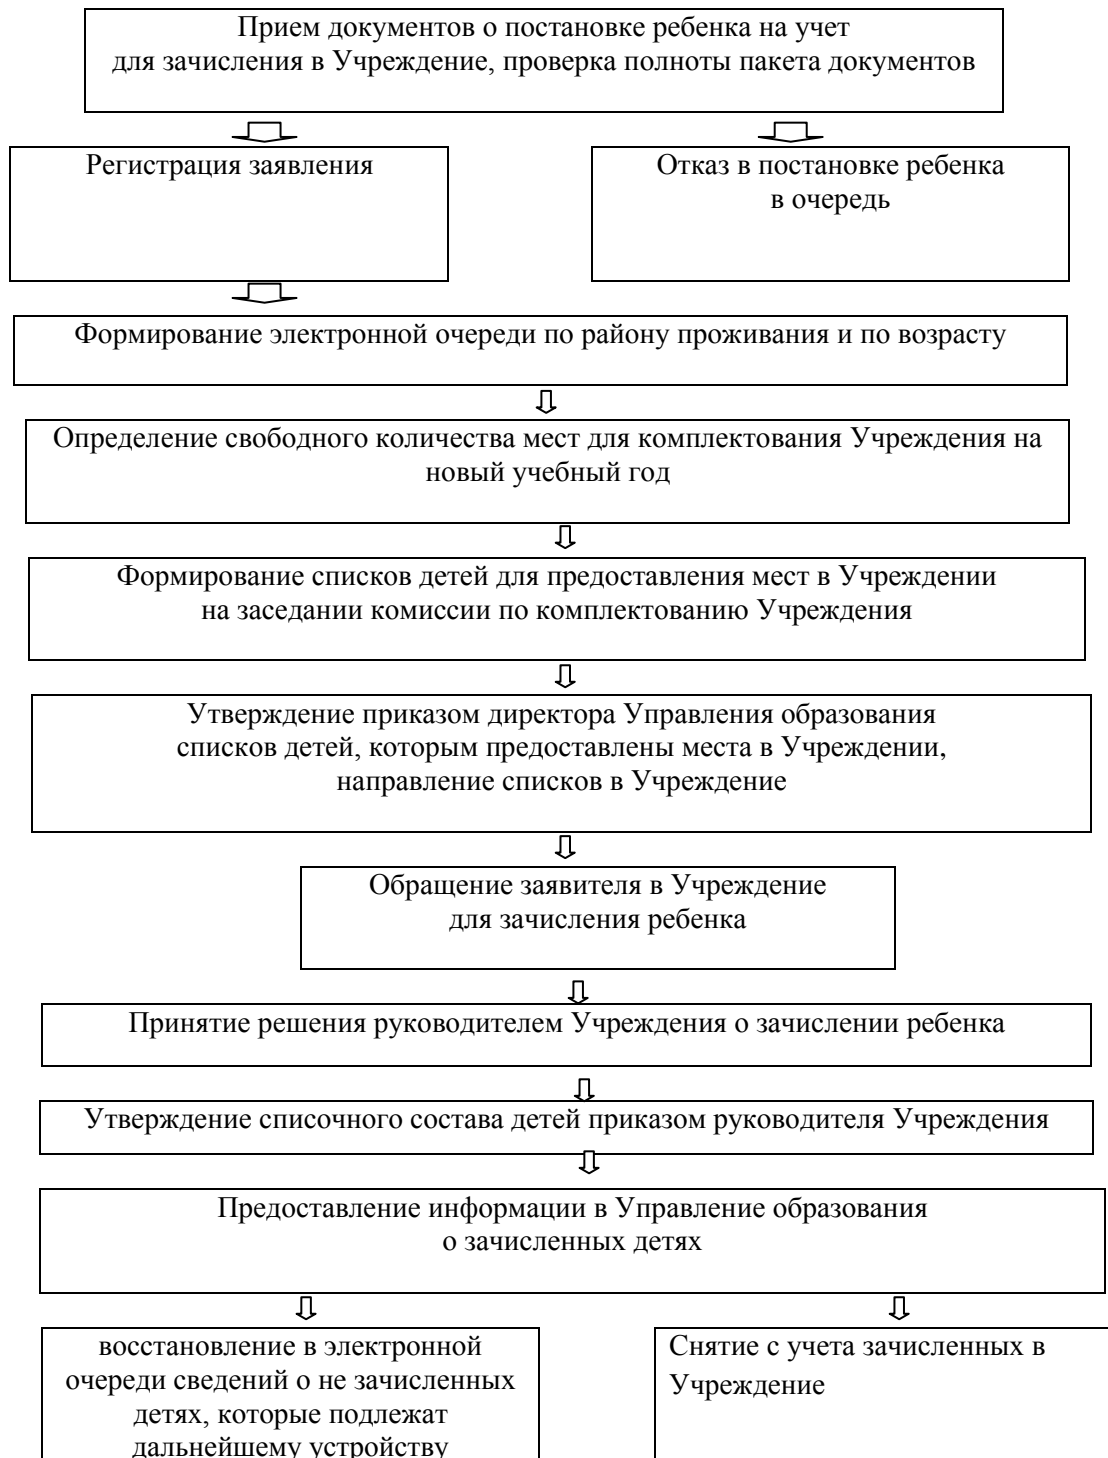 Прием документов о постановке ребенка на учет
для зачисления в Учреждение, проверка полноты пакета документов
Регистрация заявления
Отказ в постановке ребенка
в очередь
Формирование электронной очереди по району проживания и по возрасту
Определение свободного количества мест для комплектования Учреждения на
новый учебный год
Формирование списков детей для предоставления мест в Учреждении
на заседании комиссии по комплектованию Учреждения
Утверждение приказом директора Управления образования
списков детей, которым предоставлены места в Учреждении,
направление списков в Учреждение
Обращение заявителя в Учреждение
для зачисления ребенка
Принятие решения руководителем Учреждения о зачислении ребенка
Утверждение списочного состава детей приказом руководителя Учреждения
Предоставление информации в Управление образования
о зачисленных детях
восстановление в электронной
очереди сведений о не зачисленных
детях, которые подлежат
дальнейшему устройству
Снятие с учета зачисленных в
Учреждение